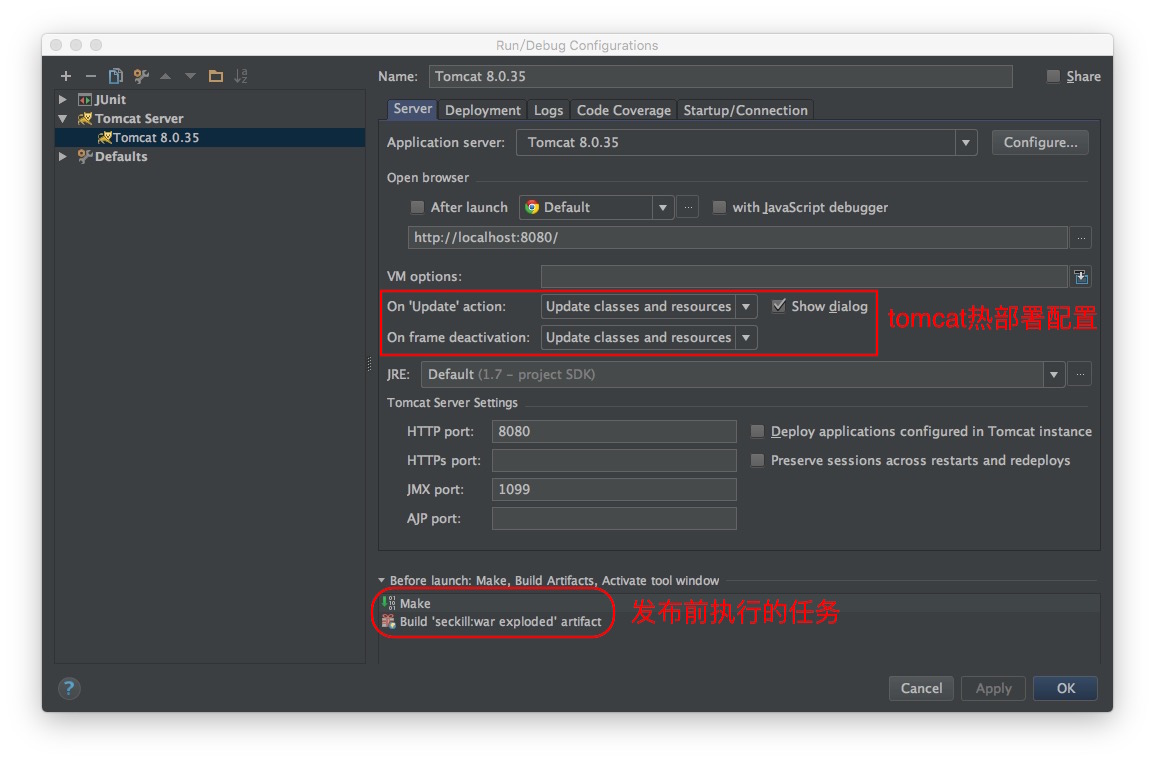 Run/Debug Configurations
Name: Tomcat 8.0.35 Share
JUnit
Tomcat Server
Tomcat 8.0.35
Defaults
Server Deployment Logs Code Coverage Startup/Connection
Application server: Tomcat 8.0.35 Configure...
Open browser
After launch Default ... with JavaScript debugger
http://localhost:8080/ ...
VM options:
On 'Update' action: Update classes and resources Show dialog
tomcat热部署配置
On frame deactivation: Update classes and resources
JRE: Default (1.7 – project SDK) ...
Tomcat Server Settings
HTTP port: 8080 Deploy applications configured in Tomcat instance
HTTPs port: Preserve sessions across restarts and redeploys
JMX port: 1099
AJP port:
Before launch: Make, Build Artifacts, Activate tool window
Make
发布前执行的任务
Build 'seckill:war exploded' artifact
? Cancel Apply OK